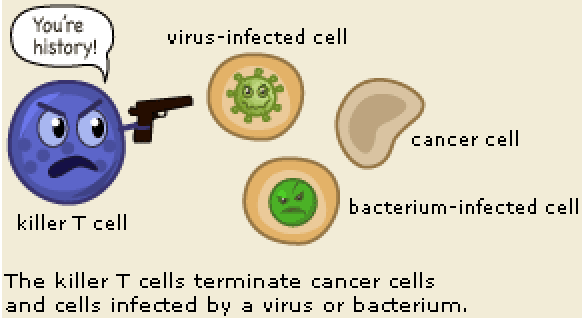 You're
history!
virus-infected cell
cancer cell
bacterium-infected cell
killer T cell
The killer T cells terminate cancer cells
and cells infected by a virus or bacterium.